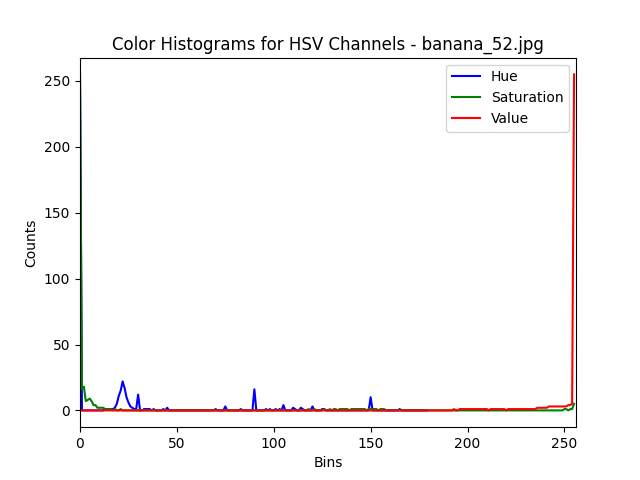 Color Histograms for HSV Channels - banana_52.jpg
Hue
Saturation
Value
Counts
250
200
150
100
50
0
0 50 100 150 200 250
Bins